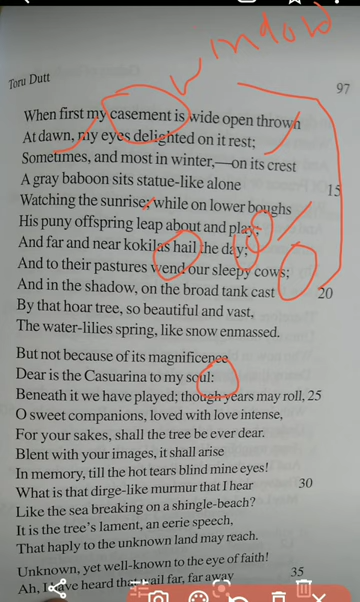 window
Toru Dutt
97
When first my casement is wide open thrown
At dawn, my eyes delighted on it rest;
Sometimes, and most in winter,—on its crest
A gray baboon sits statue-like alone 15
Watching the sunrise; while on lower boughs
His puny offspring leap about and play;
And far and near kokilas hail the day;
And to their pastures wend our sleepy cows;
And in the shadow, on the broad tank cast 20
By that hoar tree, so beautiful and vast,
The water-lilies spring, like snow enmassed.
But not because of its magnificence
Dear is the Casuarina to my soul:
Beneath it we have played; though years may roll, 25
O sweet companions, loved with love intense,
For your sakes, shall the tree be ever dear.
Blent with your images, it shall arise
In memory, till the hot tears blind mine eyes!
What is that dirge-like murmur that I hear 30
Like the sea breaking on a shingle-beach?
It is the tree's lament, an eerie speech,
That haply to the unknown land may reach.
Unknown, yet well-known to the eye of faith!
Ah, I have heard that wail far, far away 35